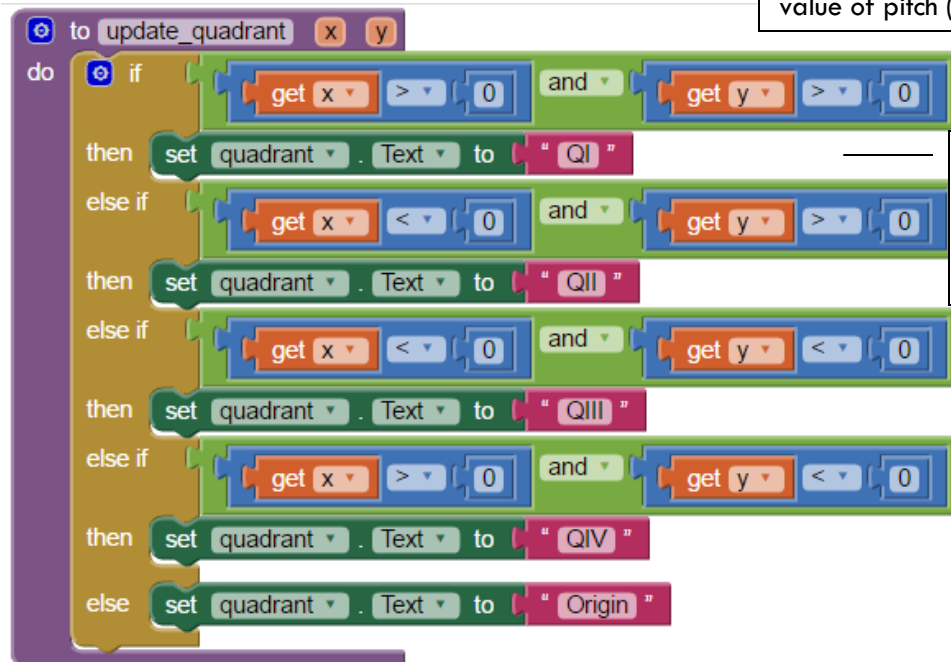 value of pitch (
to update_quadrant x y
do if get x > 0 and get y > 0
then set quadrant . Text to " QI "
else if get x < 0 and get y > 0
then set quadrant . Text to " QII "
else if get x < 0 and get y < 0
then set quadrant . Text to " QIII "
else if get x > 0 and get y < 0
then set quadrant . Text to " QIV "
else set quadrant . Text to " Origin "